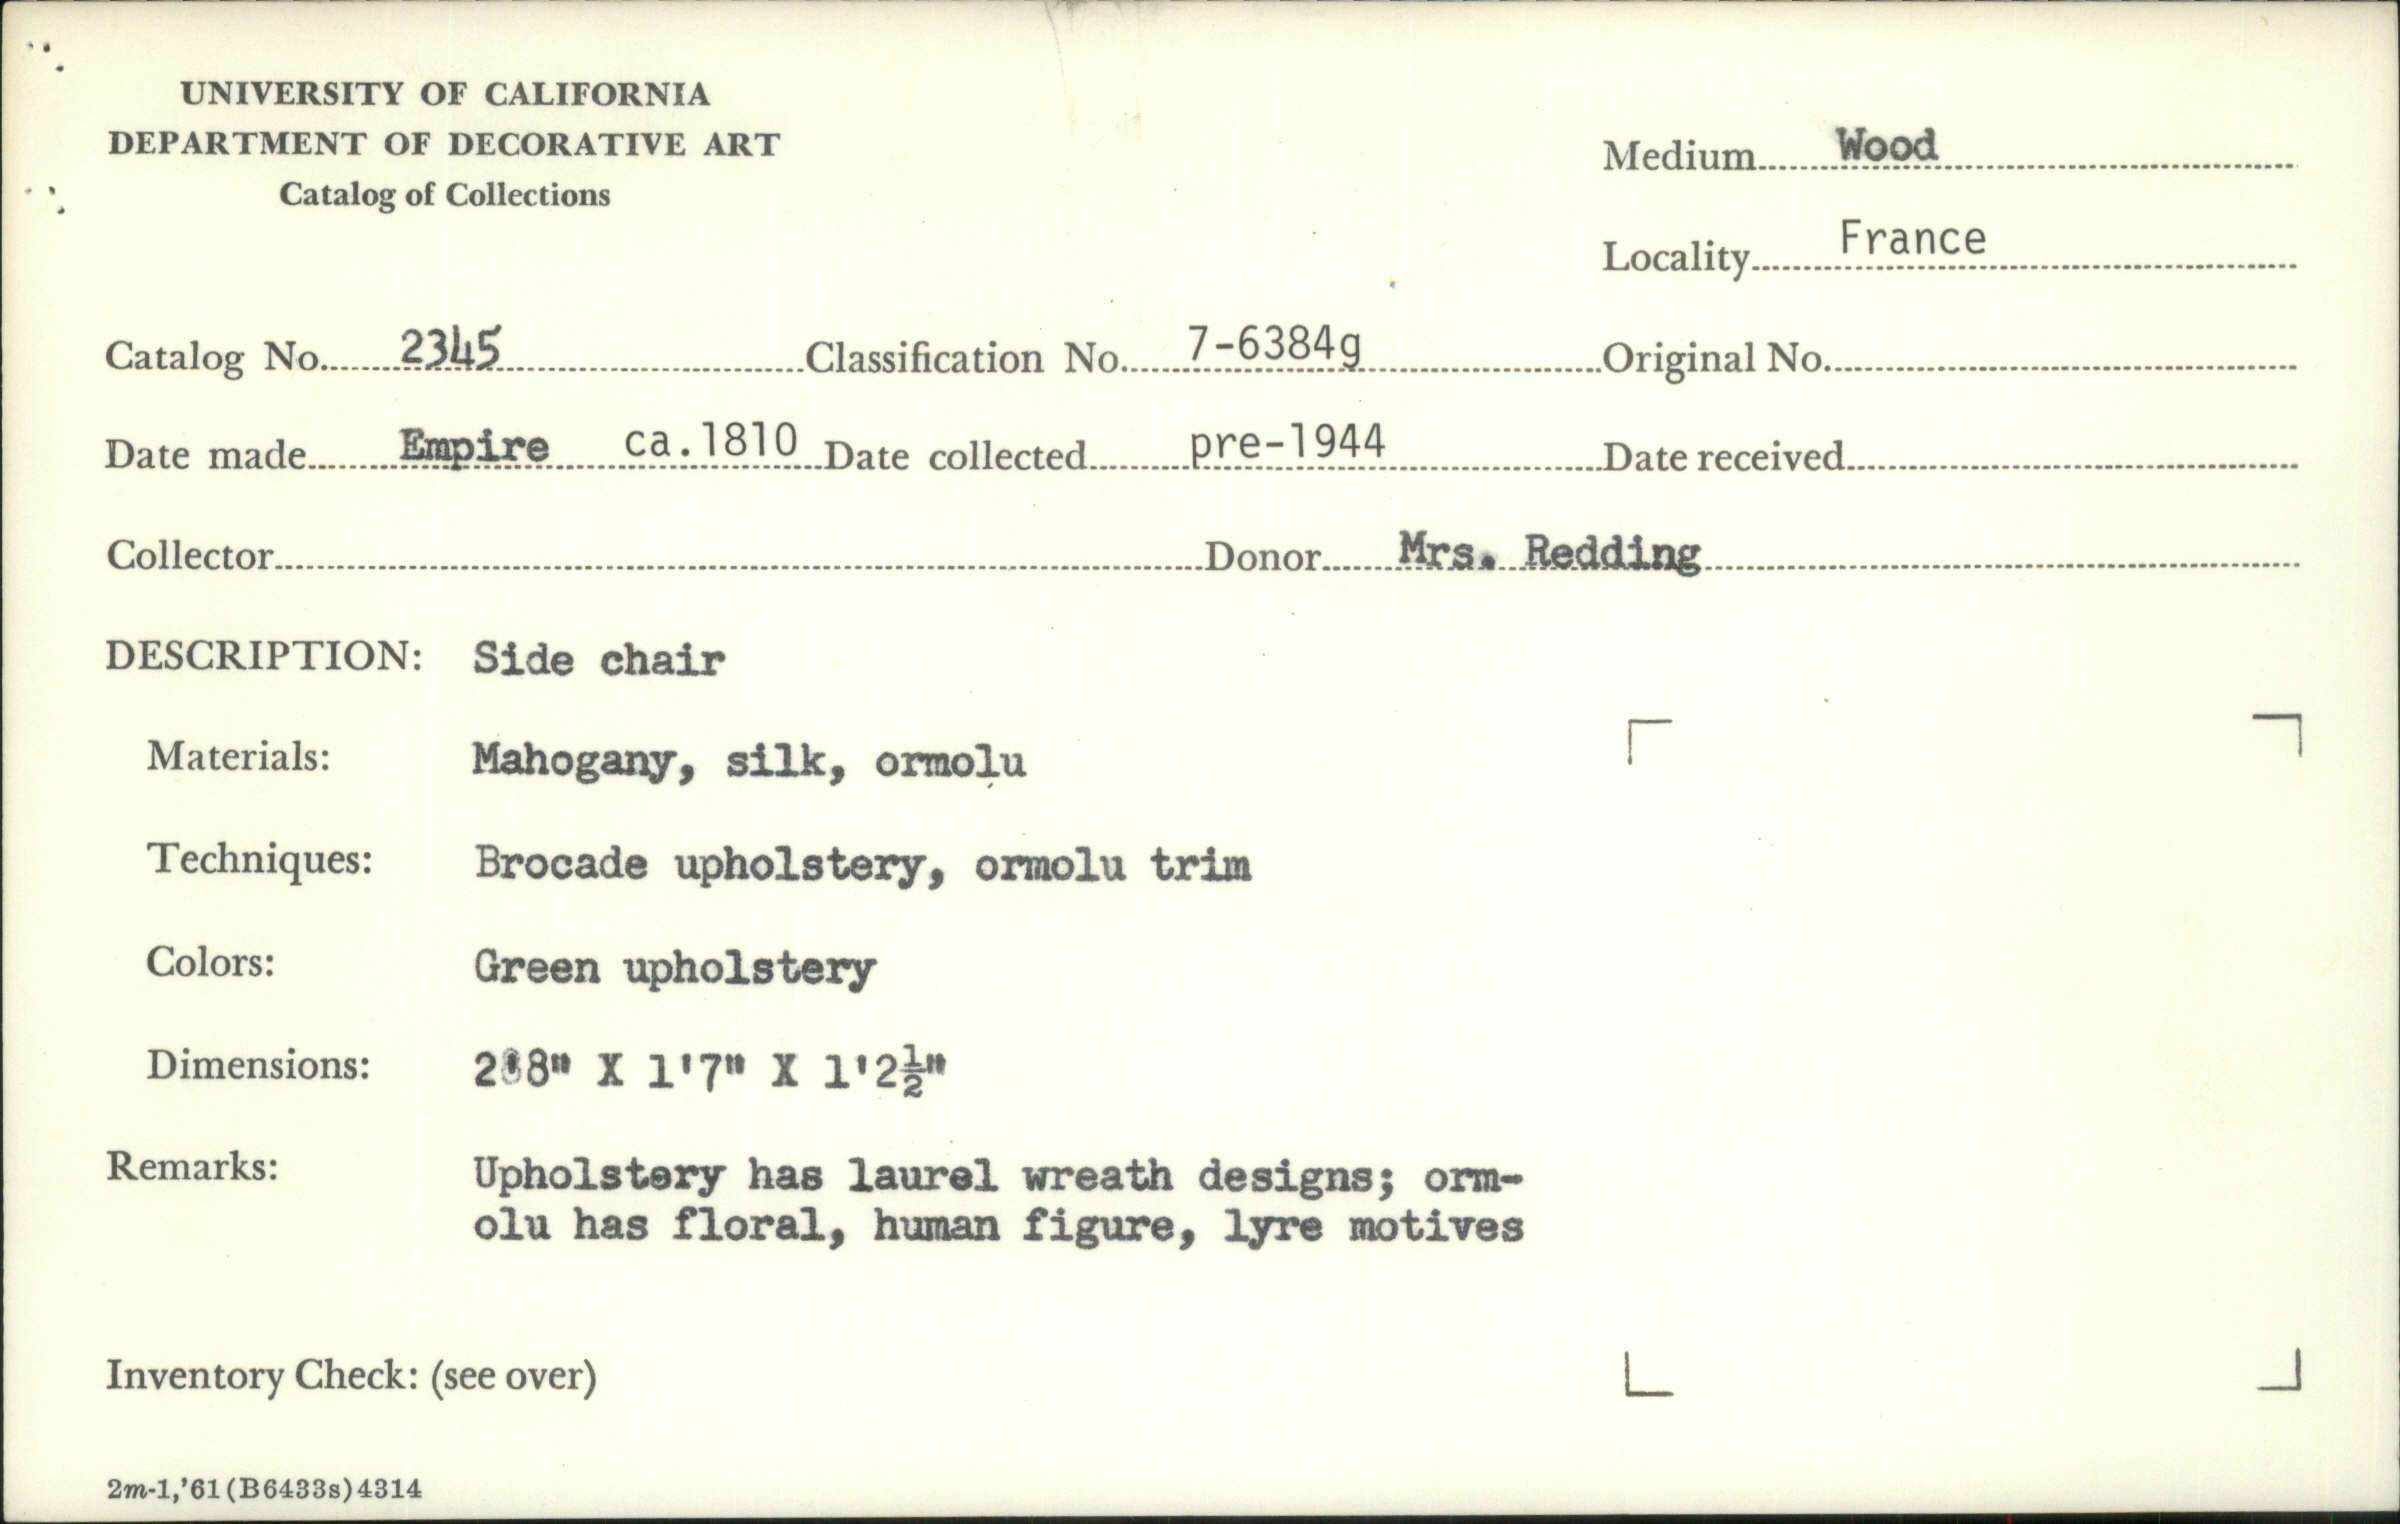 UNIVERSITY OF CALIFORNIA
DEPARTMENT OF DECORATIVE ART
Catalog of Collections
Medium Wood
Locality France
Catalog No. 2345 Classification No. 7-6384g Original No.
Date made Empire ca.1810 Date collected pre-1944 Date received
Collector Donor Mrs. Redding
DESCRIPTION: Side chair
Materials: Mahogany, silk, ormolu
Techniques: Brocade upholstery, ormolu trim
Colors: Green upholstery
Dimensions: 2'8" X 1'7" X 1'2½"
Remarks: Upholstery has laurel wreath designs; orm-
olu has floral, human figure, lyre motives
Inventory Check: (see over)
2m-1,'61(B6433s)4314